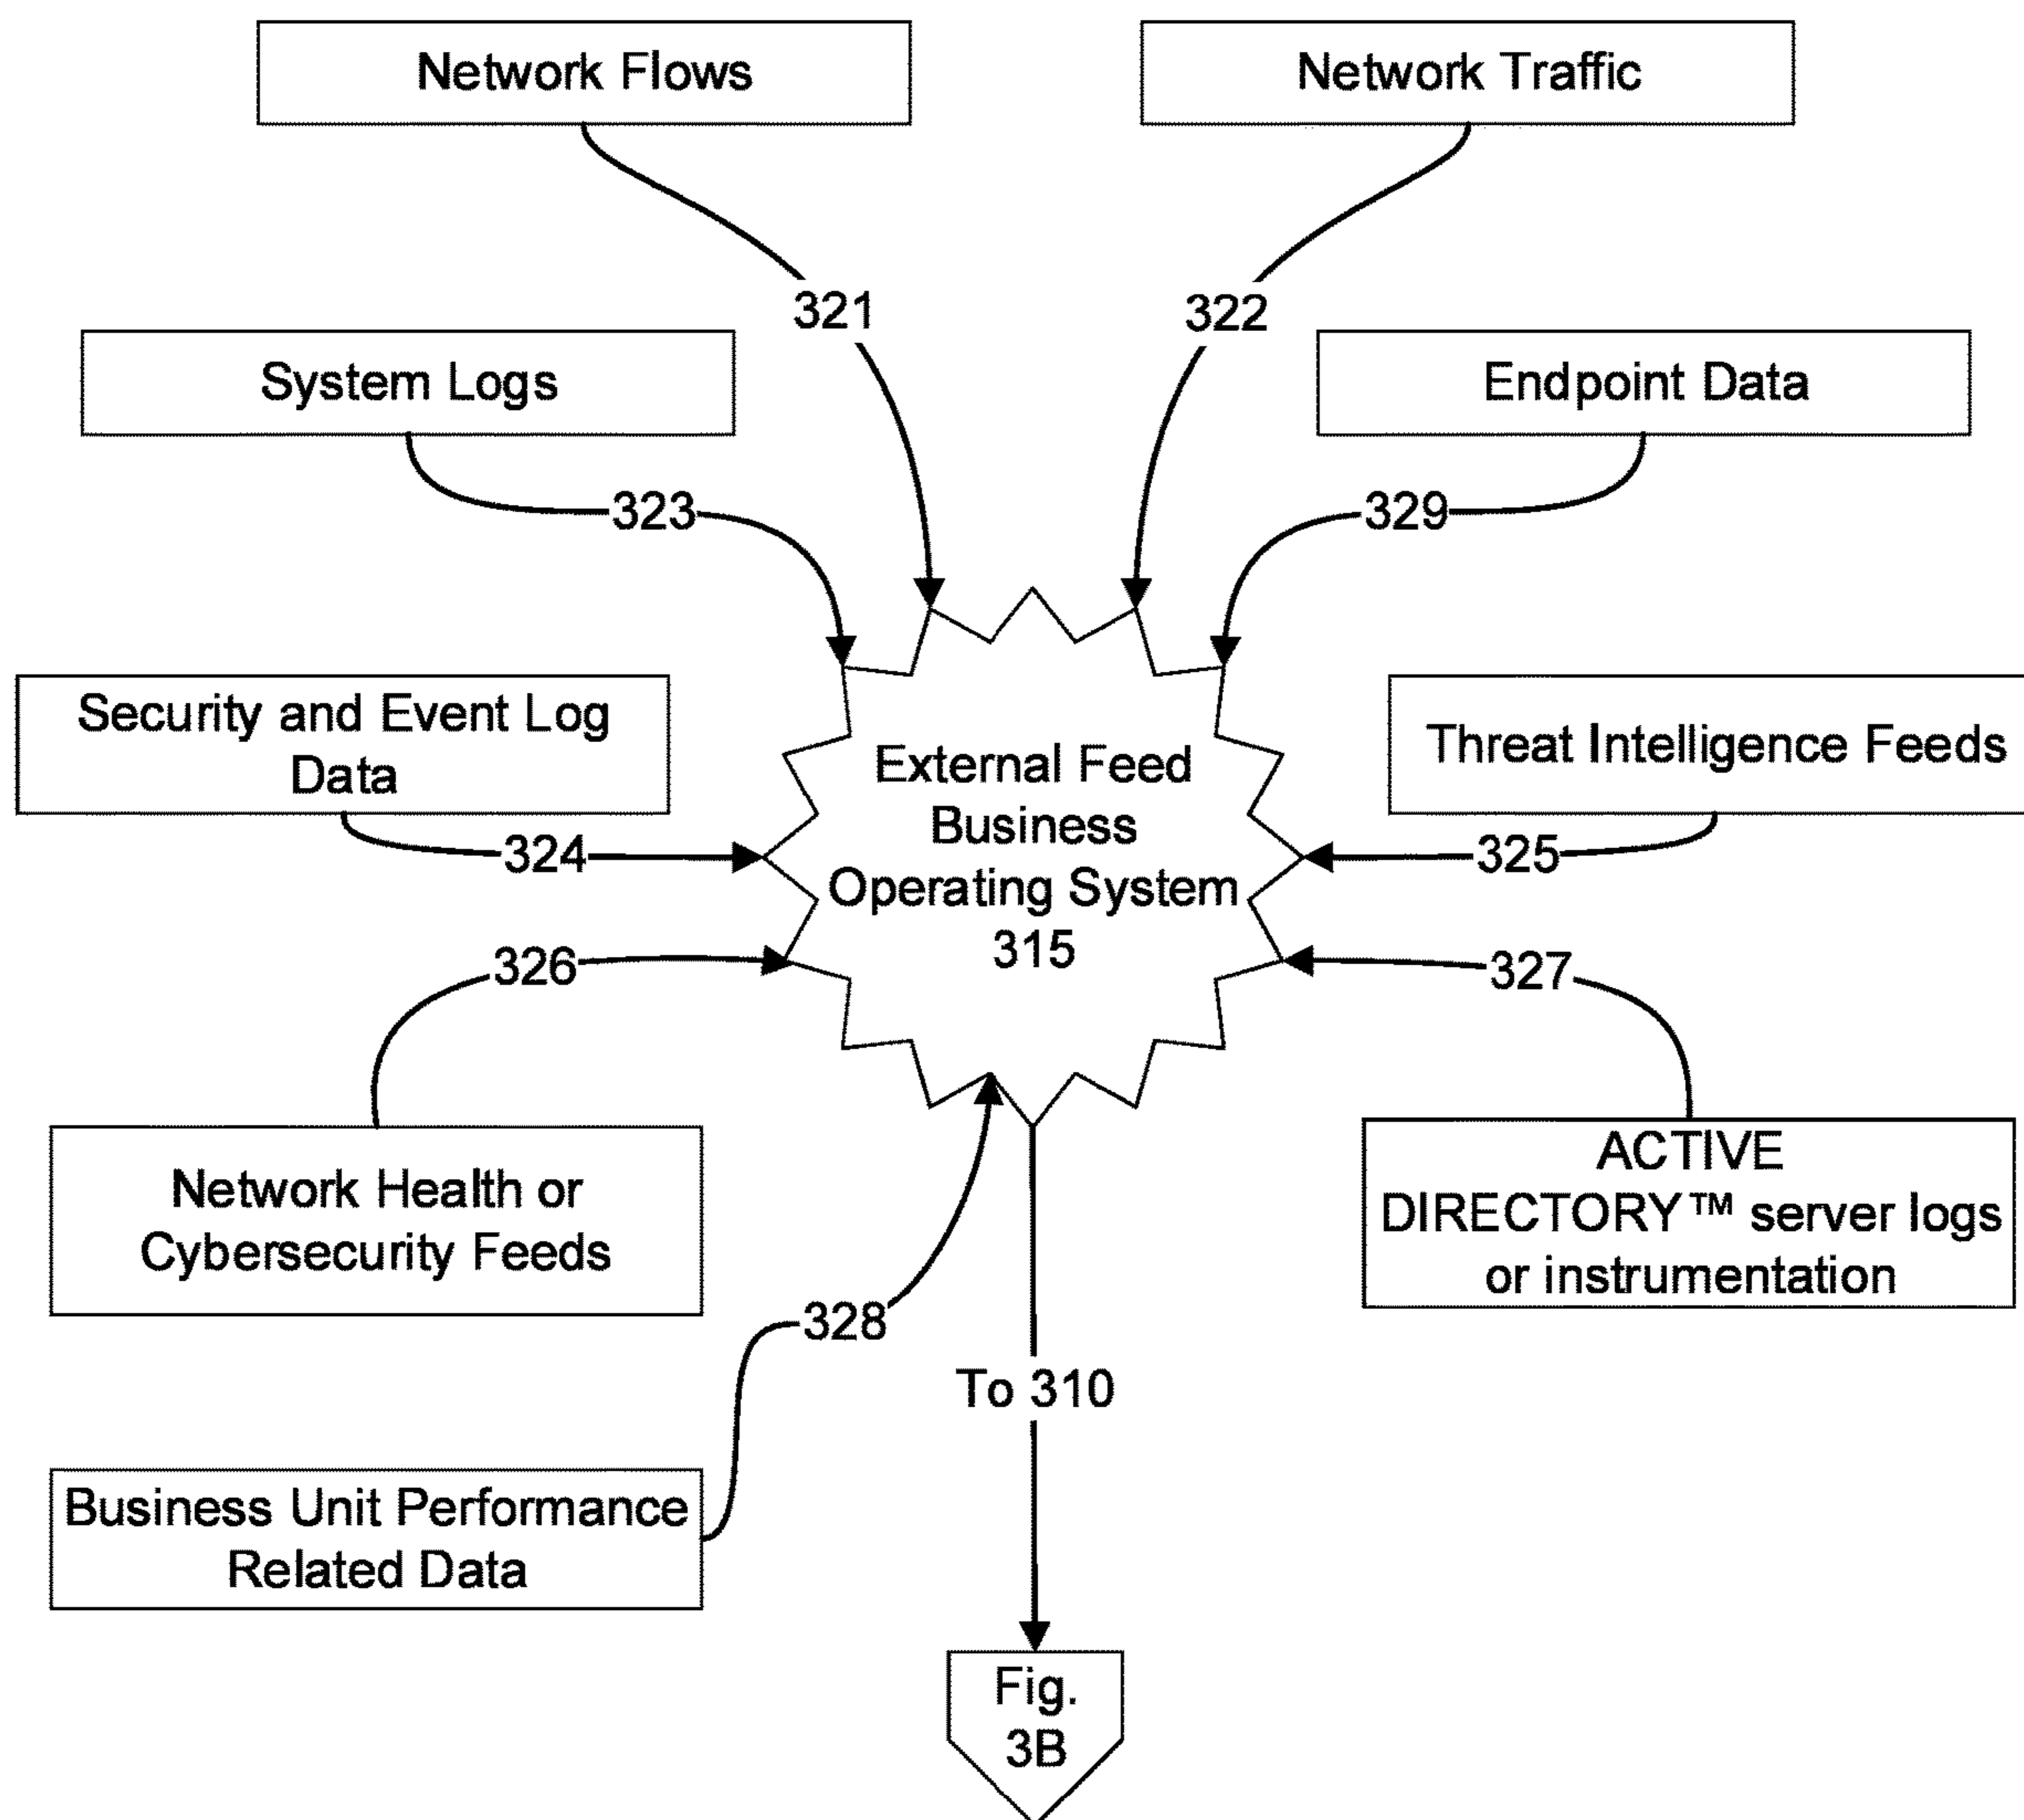 Network Flows
Network Traffic
321
322
System Logs
Endpoint Data
323
329
Security and Event Log
Data
External Feed
Business
Operating System
315
Threat Intelligence Feeds
324
325
326
327
Network Health or
Cybersecurity Feeds
ACTIVE
DIRECTORY™ server logs
or instrumentation
328
To 310
Business Unit Performance
Related Data
Fig.
3B